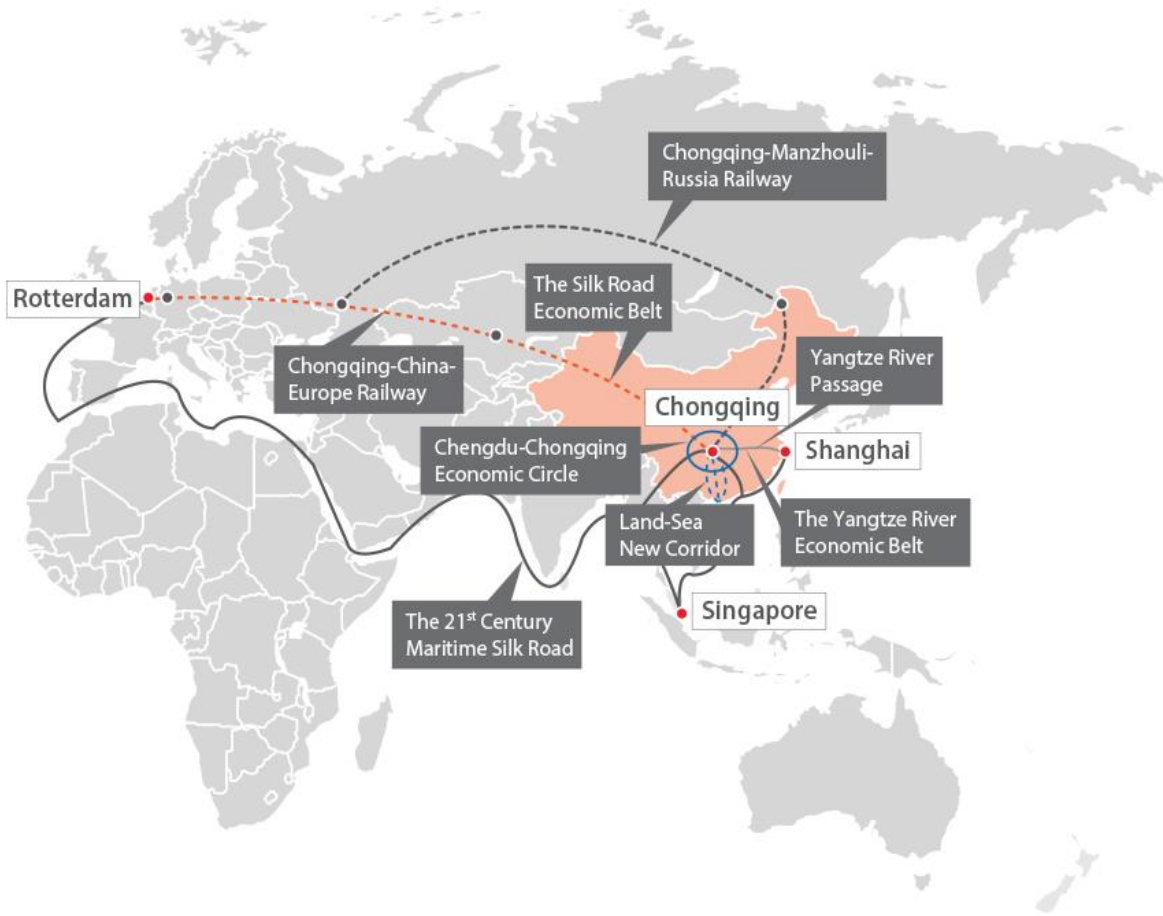 Chongqing-Manzhouli-
Russia Railway
The Silk Road
Economic Belt
Rotterdam
Chongqing-China-
Europe Railway
Yangtze River
Passage
Chongqing
Chengdu-Chongqing
Economic Circle
Shanghai
Land-Sea
New Corridor
The Yangtze River
Economic Belt
The 21st Century
Maritime Silk Road
Singapore